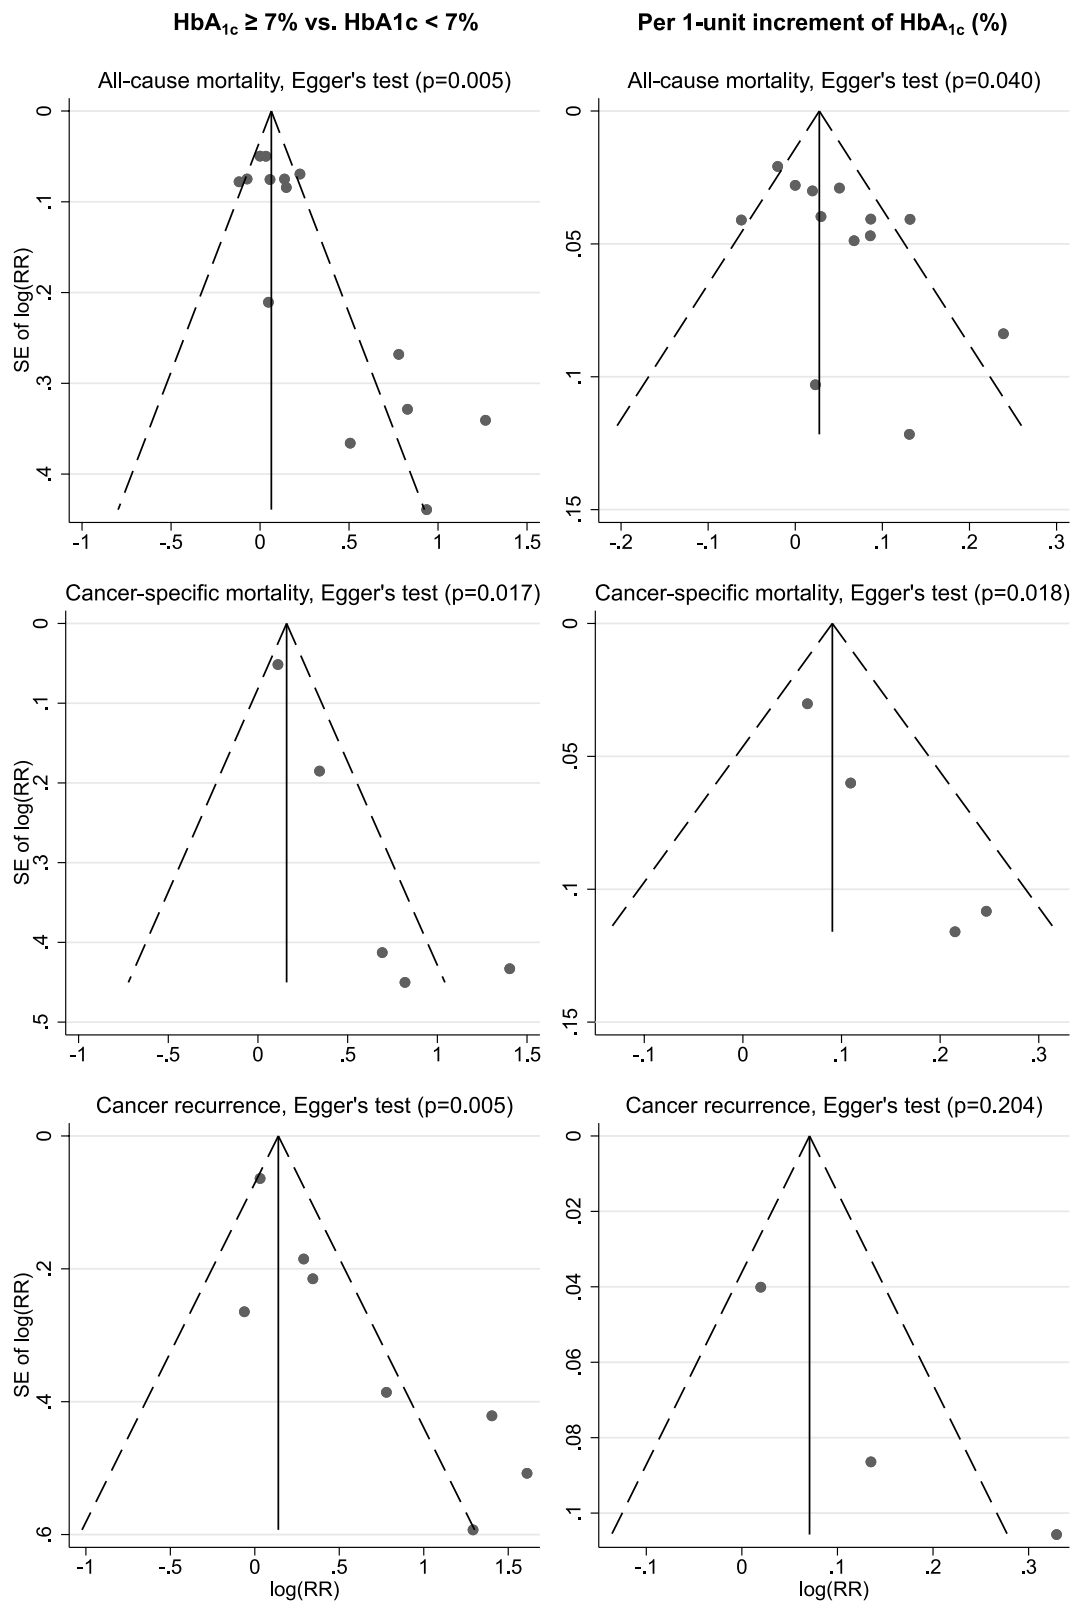 HbA1c ≥ 7% vs. HbA1c < 7%
Per 1-unit increment of HbA1c (%)
All-cause mortality, Egger's test (p=0.005)
SE of log(RR)
0
.1
.2
.3
.4
-1 -.5 0 .5 1 1.5
All-cause mortality, Egger's test (p=0.040)
0
.05
.1
.15
-.2 -.1 0 .1 .2 .3
Cancer-specific mortality, Egger's test (p=0.017)
SE of log(RR)
0
.1
.2
.3
.4
.5
-1 -.5 0 .5 1 1.5
Cancer-specific mortality, Egger's test (p=0.018)
0
.05
.1
.15
-.1 0 .1 .2 .3
Cancer recurrence, Egger's test (p=0.005)
SE of log(RR)
0
.2
.4
.6
-1 -.5 0 .5 1 1.5
log(RR)
Cancer recurrence, Egger's test (p=0.204)
0
.02
.04
.06
.08
.1
-.1 0 .1 .2 .3
log(RR)